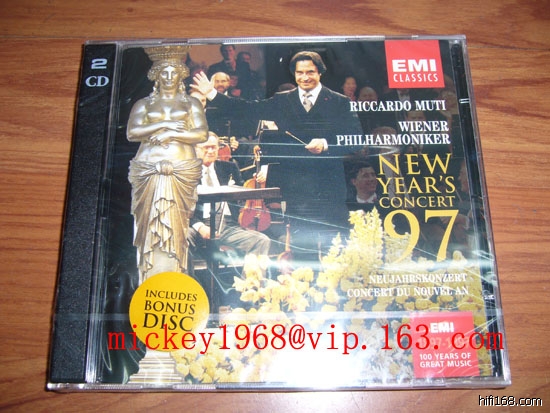 2
CD
EMI
CLASSICS
RICCARDO MUTI
WIENER
PHILHARMONIKER
NEW
YEAR'S
CONCERT
97
NEUJAHRSKONZERT
CONCERT DU NOUVEL AN
INCLUDES
BONUS
DISC
mickey1968@vip.163.com
EMI
100 YEARS OF
GREAT MUSIC
hifi168.com